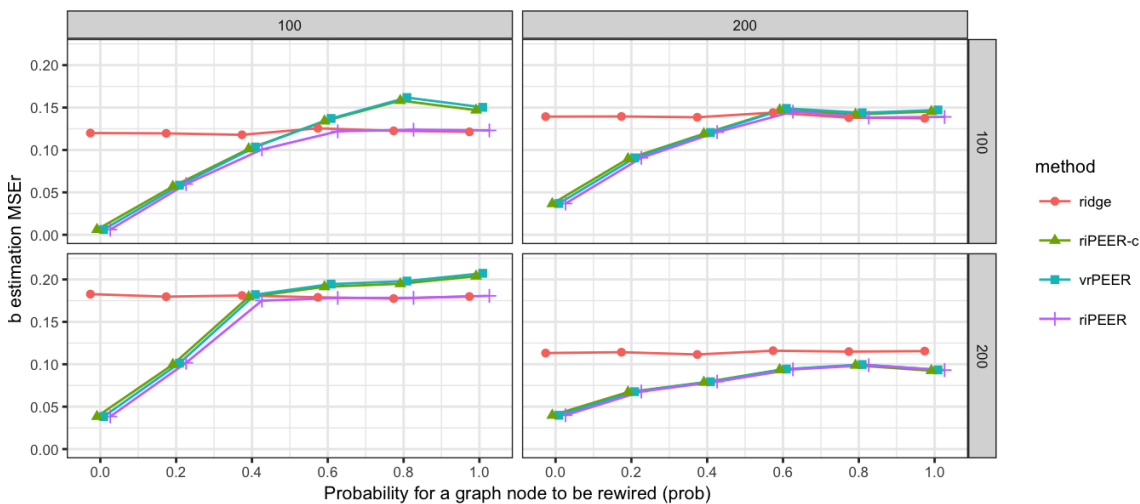 100 200
0.20
0.15
0.10
0.05
0.00
100
0.20
0.15
0.10
0.05
0.00
200
b estimation MSEr
0.0 0.2 0.4 0.6 0.8 1.0
0.0 0.2 0.4 0.6 0.8 1.0
Probability for a graph node to be rewired (prob)
method
ridge
riPEER-c
vrPEER
riPEER